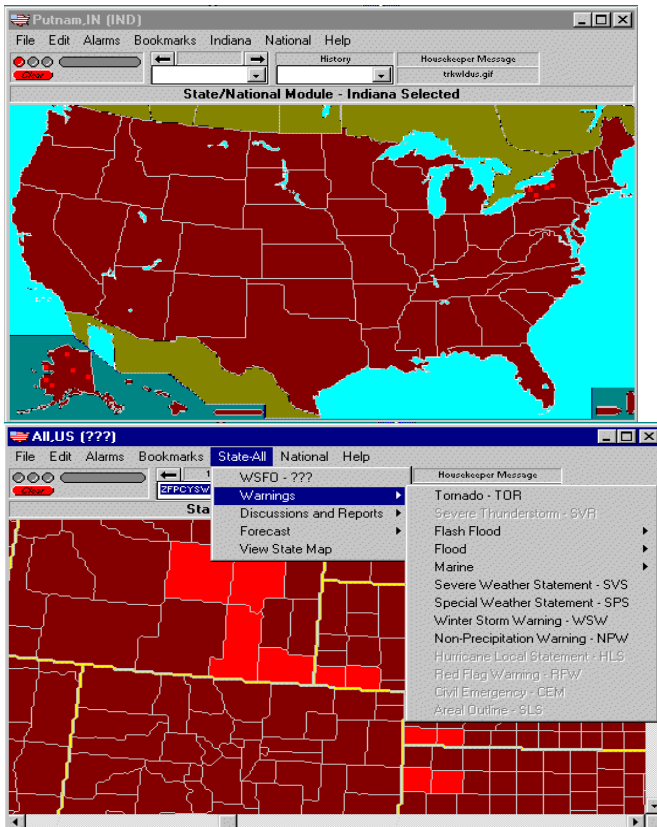 Putnam,IN (IND)
File Edit Alarms Bookmarks Indiana National Help
History Housekeeper Message
Clear trkwldus.gif
State/National Module - Indiana Selected
All,US (???)
File Edit Alarms Bookmarks State-All National Help
1 Housekeeper Message
Clear ZFPCYSW
Sta
WSFO - ???
Warnings
Discussions and Reports
Forecast
View State Map
Tornado - TOR
Severe Thunderstorm - SVR
Flash Flood
Flood
Marine
Severe Weather Statement - SVS
Special Weather Statement - SPS
Winter Storm Warning - WSW
Non-Precipitation Warning - NPW
Hurricane Local Statement - HLS
Red Flag Warning - RFW
Civil Emergency - CEM
Areal Outline - SLS